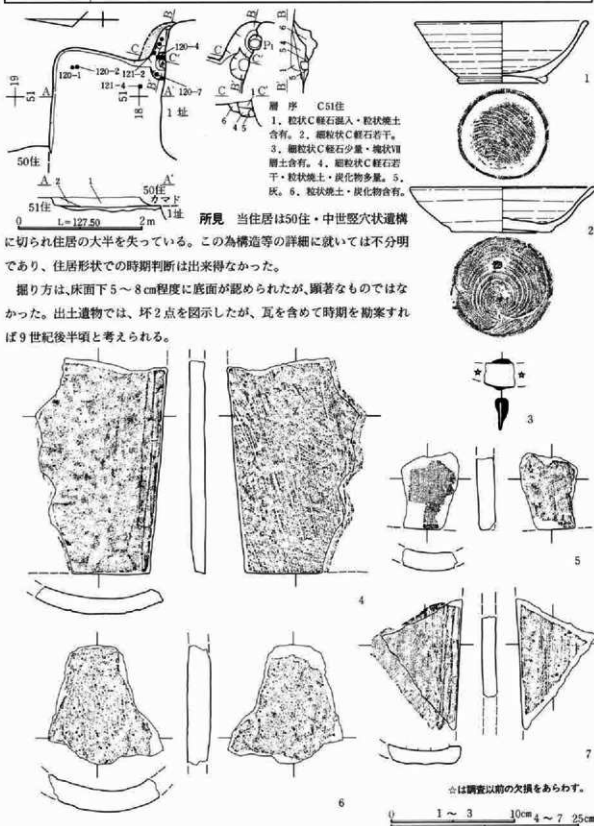 B'
120-4
C
C'
P1
B
120-1
120-2
121-2
121-4
120-7
19
51
A
51
18
A'
1址
50住
A
2
1
50住
A'
カマド
51住
1址
0
L=127.50
2m
層序 C51住
1、粒状C軽石混入・粒状焼土
含有。2、細粒状C軽石若干。
3、細粒状C軽石少量・塊状VII
層土含有。4、細粒状C軽石若
干・粒状焼土・炭化物多量。5、
灰。6、粒状焼土・炭化物含有。
所見 当住居は50住・中世竪穴状遺構
に切られ住居の大半を失っている。この為構造等の詳細に就いては不分明
であり、住居形状での時期判断は出来得なかった。
掘り方は、床面下5～8cm程度に底面が認められたが、顕著なものではな
かった。出土遺物では、坏2点を図示したが、瓦を含めて時期を勘案すれ
ば9世紀後半頃と考えられる。
1
2
3
4
5
6
7
☆は調査以前の欠損をあらわす。
0 1～3 10cm 4～7 25cm